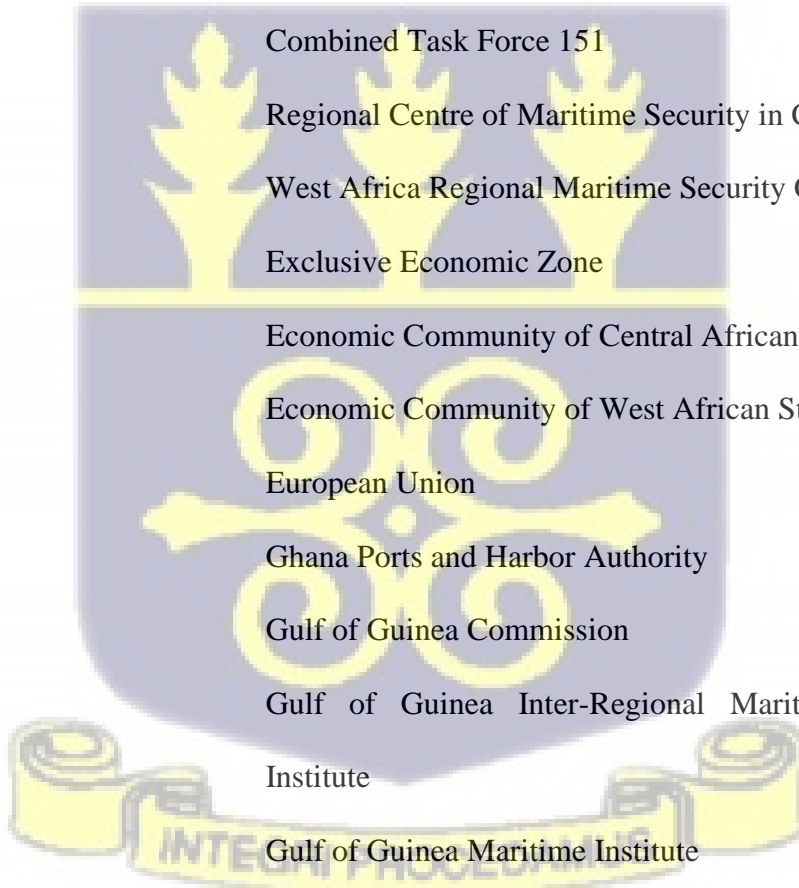 Combined Task Force 151
Regional Centre of Maritime Security in
West Africa Regional Maritime Security
Exclusive Economic Zone
Economic Community of Central African
Economic Community of West African
European Union
Ghana Ports and Harbor Authority
Gulf of Guinea Commission
Gulf of Guinea Inter-Regional
Institute
Gulf of Guinea Maritime Institute
INTEGRI PROCEDAMUS